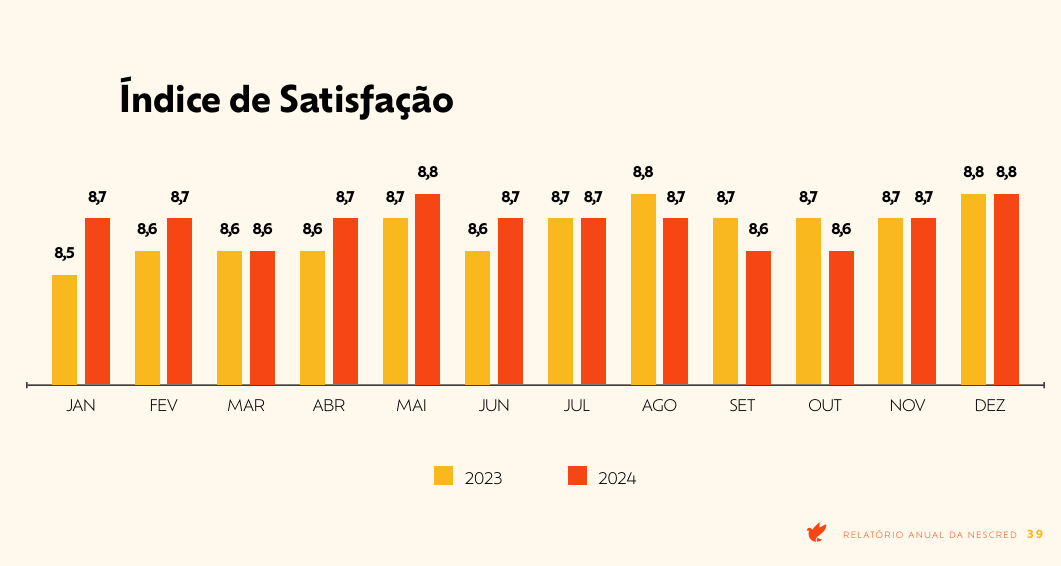 Índice de Satisfação
8,5 8,7 8,6 8,7 8,6 8,6 8,6 8,7 8,7 8,8 8,6 8,7 8,7 8,7 8,8 8,7 8,7 8,6 8,7 8,6 8,7 8,7 8,8 8,8
JAN FEV MAR ABR MAI JUN JUL AGO SET OUT NOV DEZ
2023 2024
RELATÓRIO ANUAL DA NESCRED 39